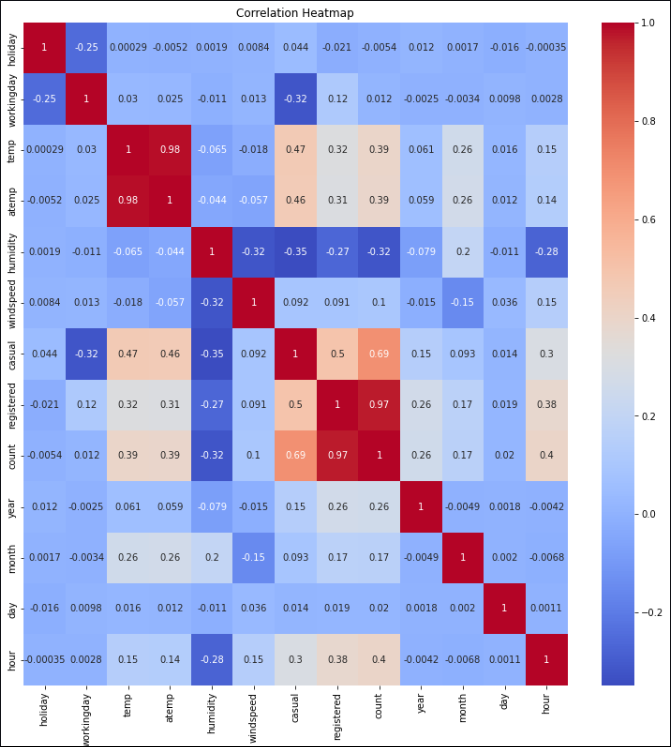 Correlation Heatmap
holiday 1 -0.25 0.00029 -0.0052 0.0019 0.0084 0.044 -0.021 -0.0054 0.012 0.0017 -0.016 -0.00035
workingday -0.25 1 0.03 0.025 -0.011 0.013 -0.32 0.12 0.012 -0.0025 -0.0034 0.0098 0.0028
temp 0.00029 0.03 1 0.98 -0.065 -0.018 0.47 0.32 0.39 0.061 0.26 0.016 0.15
atemp -0.0052 0.025 0.98 1 -0.044 -0.057 0.46 0.31 0.39 0.059 0.26 0.012 0.14
humidity 0.0019 -0.011 -0.065 -0.044 1 -0.32 -0.35 -0.27 -0.32 -0.079 0.2 -0.011 -0.28
windspeed 0.0084 0.013 -0.018 -0.057 -0.32 1 0.092 0.091 0.1 -0.015 -0.15 0.036 0.15
casual 0.044 -0.32 0.47 0.46 -0.35 0.092 1 0.5 0.69 0.15 0.093 0.014 0.3
registered -0.021 0.12 0.32 0.31 -0.27 0.091 0.5 1 0.97 0.26 0.17 0.019 0.38
count -0.0054 0.012 0.39 0.39 -0.32 0.1 0.69 0.97 1 0.26 0.17 0.02 0.4
year 0.012 -0.0025 0.061 0.059 -0.079 -0.015 0.15 0.26 0.26 1 -0.0049 0.0018 -0.0042
month 0.0017 -0.0034 0.26 0.26 0.2 -0.15 0.093 0.17 0.17 -0.0049 1 0.002 -0.0068
day -0.016 0.0098 0.016 0.012 -0.011 0.036 0.014 0.019 0.02 0.0018 0.002 1 0.0011
hour -0.00035 0.0028 0.15 0.14 -0.28 0.15 0.3 0.38 0.4 -0.0042 -0.0068 0.0011 1
holiday workingday temp atemp humidity windspeed casual registered count year month day hour
1.0
0.8
0.6
0.4
0.2
0.0
−0.2